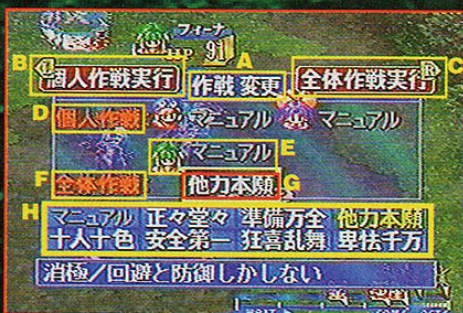 フィーナ
HP 91
B A C
L 個人作戦実行 作戦 変更 全体作戦実行 R
D 個人作戦 マニュアル マニュアル
マニュアル E
F 全体作戦 他力本願 G
H マニュアル 正々堂々 準備万全 他力本願
十人十色 安全第一 狂喜乱舞 卑怯千万
消極／回避と防御しかしない
WAIT COM ACT